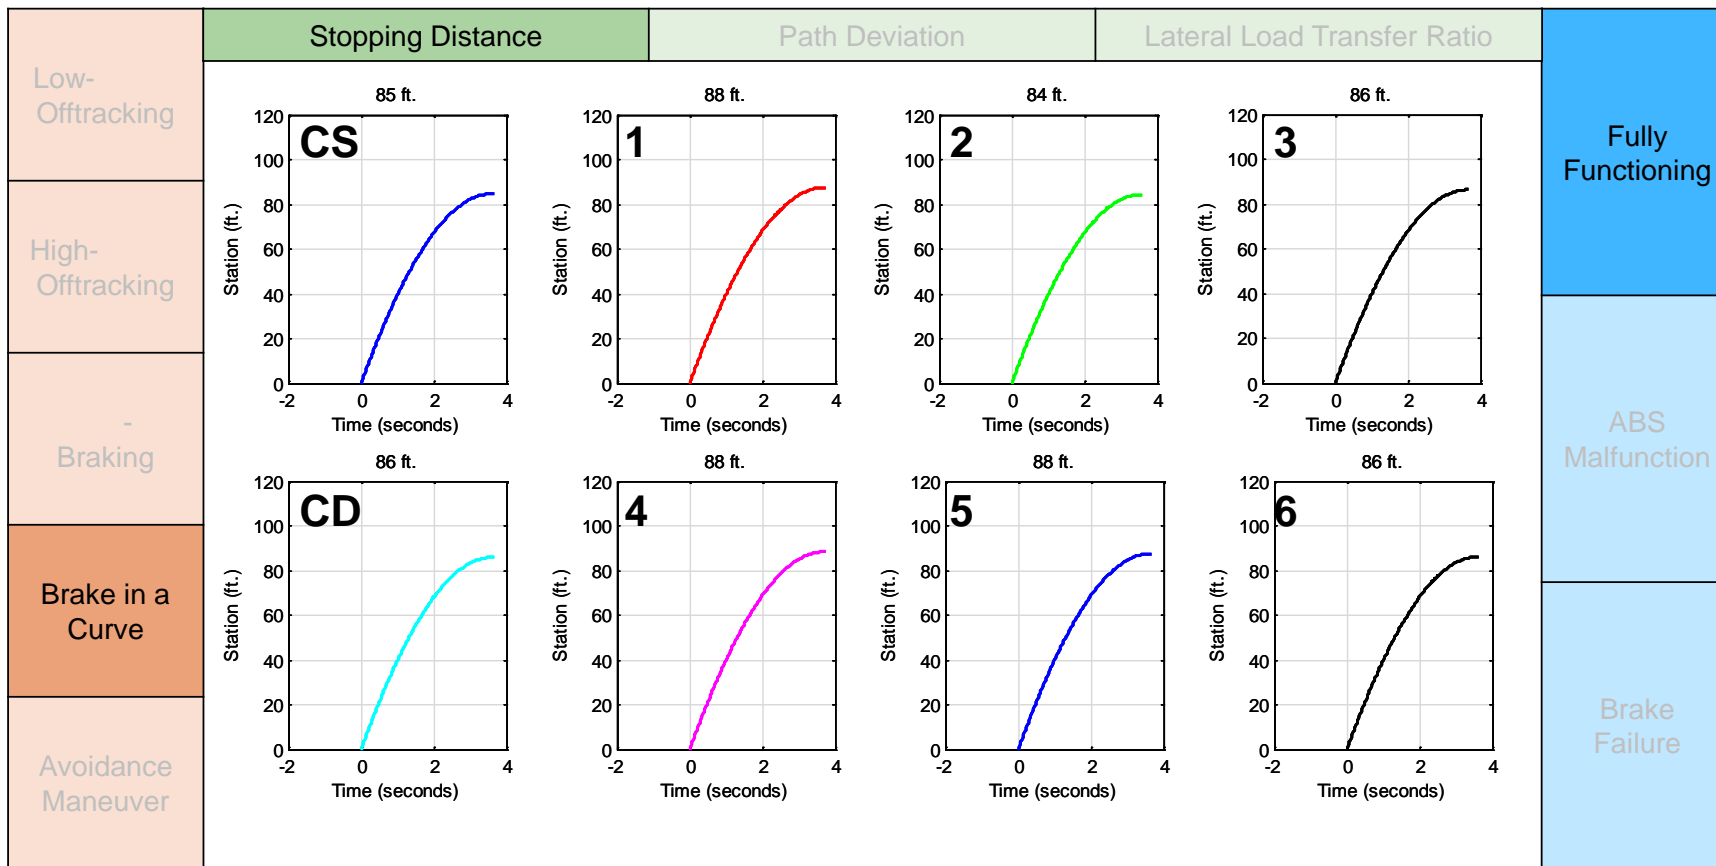 Stopping Distance
Path Deviation
Lateral Load Transfer Ratio
Low-
Offtracking
High-
Offtracking
-
Braking
Brake in a
Curve
Avoidance
Maneuver
85 ft.
CS
120
100
80
60
40
20
0
-2 0 2 4
Station (ft.)
Time (seconds)
88 ft.
1
120
100
80
60
40
20
0
-2 0 2 4
Station (ft.)
Time (seconds)
84 ft.
2
120
100
80
60
40
20
0
-2 0 2 4
Station (ft.)
Time (seconds)
86 ft.
3
120
100
80
60
40
20
0
-2 0 2 4
Station (ft.)
Time (seconds)
86 ft.
CD
120
100
80
60
40
20
0
-2 0 2 4
Station (ft.)
Time (seconds)
88 ft.
4
120
100
80
60
40
20
0
-2 0 2 4
Station (ft.)
Time (seconds)
88 ft.
5
120
100
80
60
40
20
0
-2 0 2 4
Station (ft.)
Time (seconds)
86 ft.
6
120
100
80
60
40
20
0
-2 0 2 4
Station (ft.)
Time (seconds)
Fully
Functioning
ABS
Malfunction
Brake
Failure